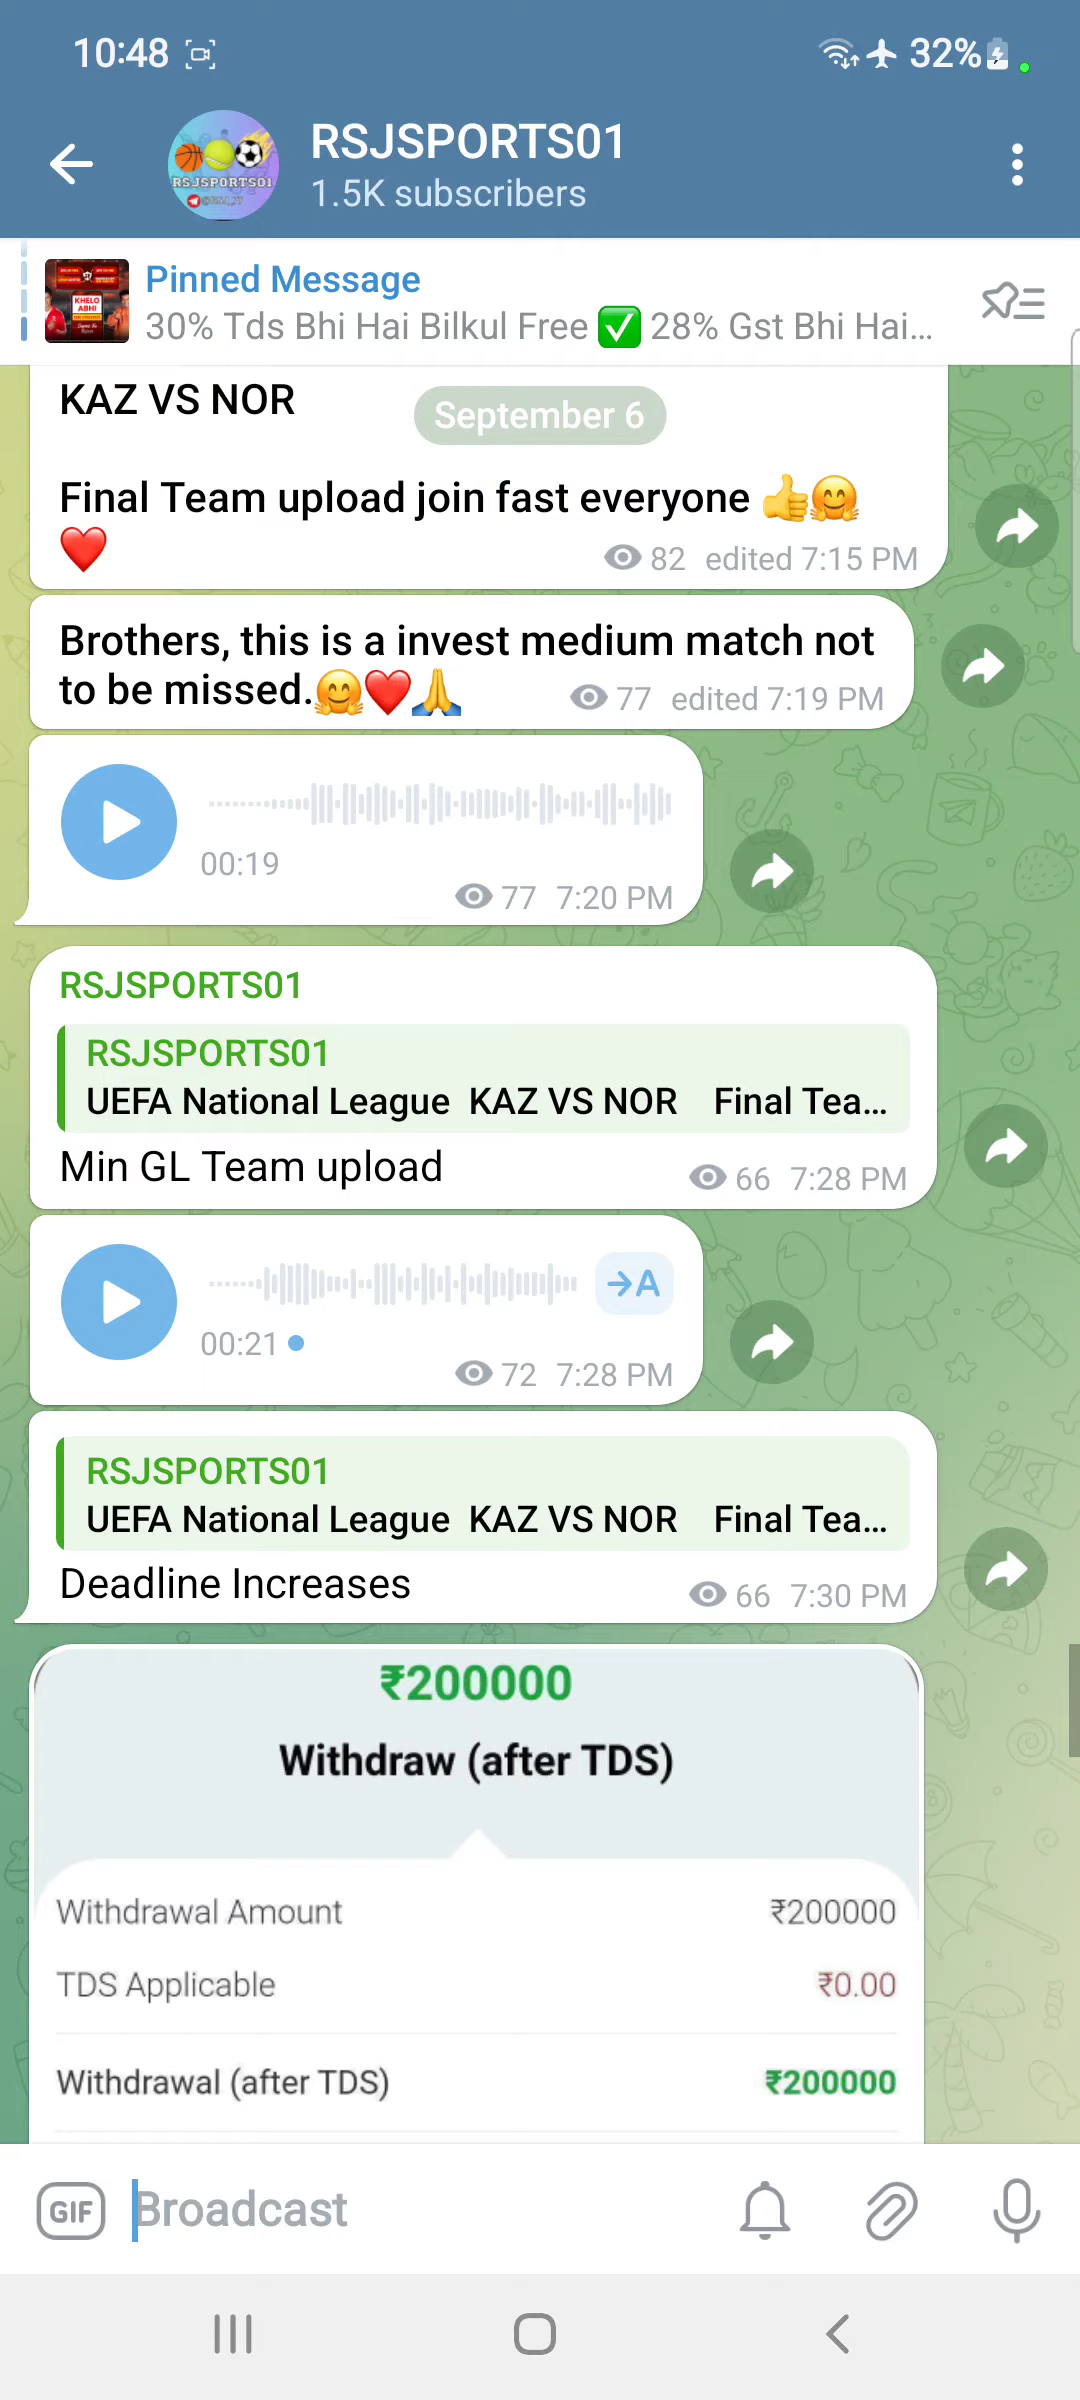 10:48
32%
RSJSPORTS01
RSJSPORTS01
1.5K subscribers
KHELO
ABHI
Pinned Message
30% Tds Bhi Hai Bilkul Free ✅ 28% Gst Bhi Hai...
KAZ VS NOR
September 6
Final Team upload join fast everyone 👍🤗
❤️
82 edited 7:15 PM
Brothers, this is a invest medium match not
to be missed.🤗❤️🙏
77 edited 7:19 PM
00:19
77 7:20 PM
RSJSPORTS01
RSJSPORTS01
UEFA National League KAZ VS NOR Final Tea...
Min GL Team upload
66 7:28 PM
→A
00:21
72 7:28 PM
RSJSPORTS01
UEFA National League KAZ VS NOR Final Tea...
Deadline Increases
66 7:30 PM
₹200000
Withdraw (after TDS)
Withdrawal Amount ₹200000
TDS Applicable ₹0.00
Withdrawal (after TDS) ₹200000
GIF Broadcast